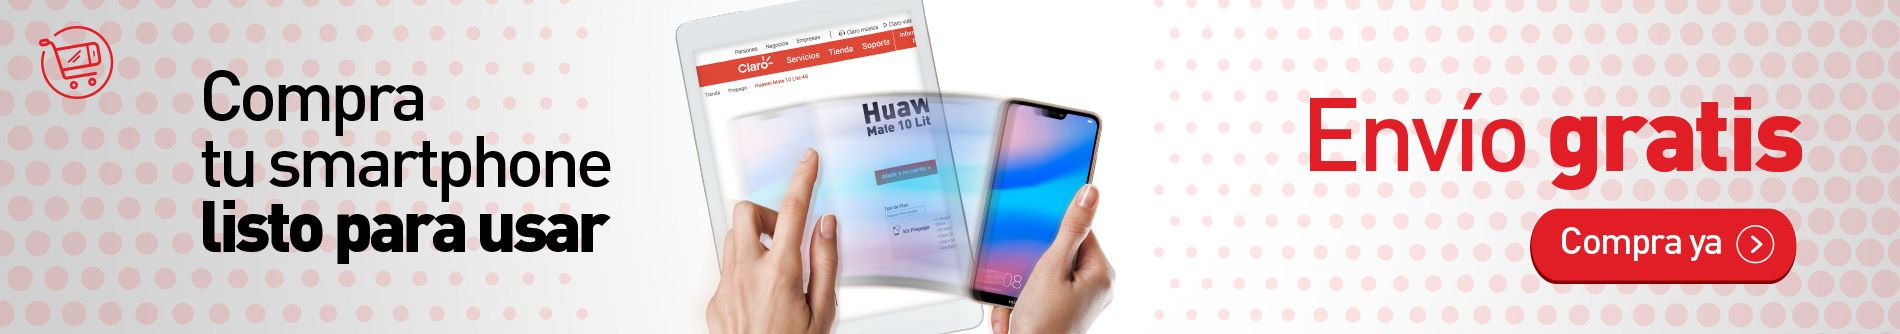 Compra
tu smartphone
listo para usar
Personas Negocios Empresas Claro música
Claro Servicios Tienda Soporte
Tienda Prepago Huawei Mate 10 Lite 4G
Huaw
Mate 10 Lit
Añadir a mi carrito
Tipo de Plan
Kit Prepago
08
Envío gratis
Compra ya